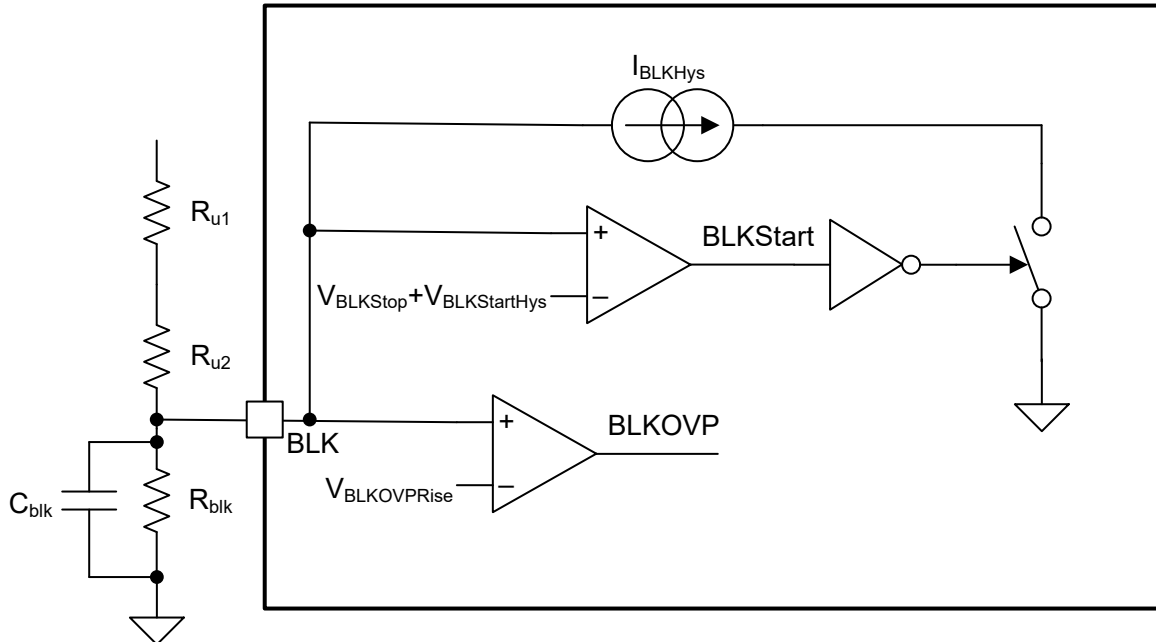 I_BLKHys
R_u1
BLKStart
+
V_BLKStop+V_BLKStartHys
−
R_u2
BLK
+
BLKOVP
V_BLKOVPRise
−
C_blk
R_blk